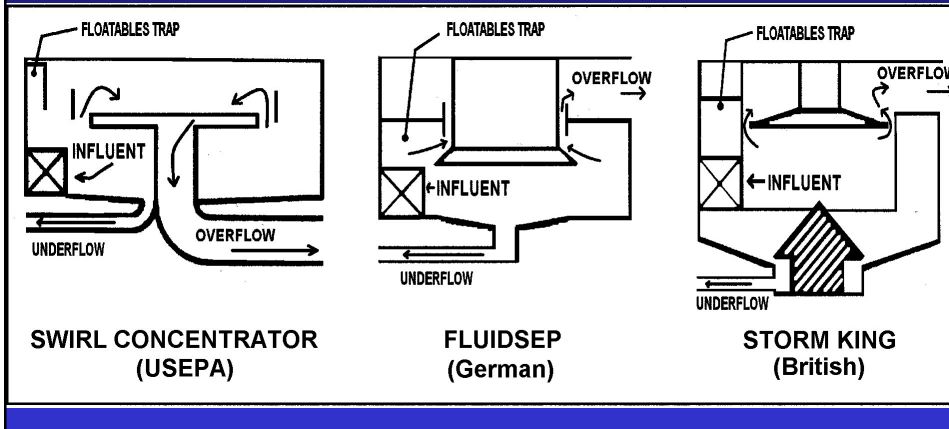 FLOATABLES TRAP
INFLUENT
UNDERFLOW
OVERFLOW
SWIRL CONCENTRATOR
(USEPA)
FLOATABLES TRAP
OVERFLOW
INFLUENT
UNDERFLOW
FLUIDSEP
(German)
FLOATABLES TRAP
OVERFLOW
INFLUENT
UNDERFLOW
STORM KING
(British)